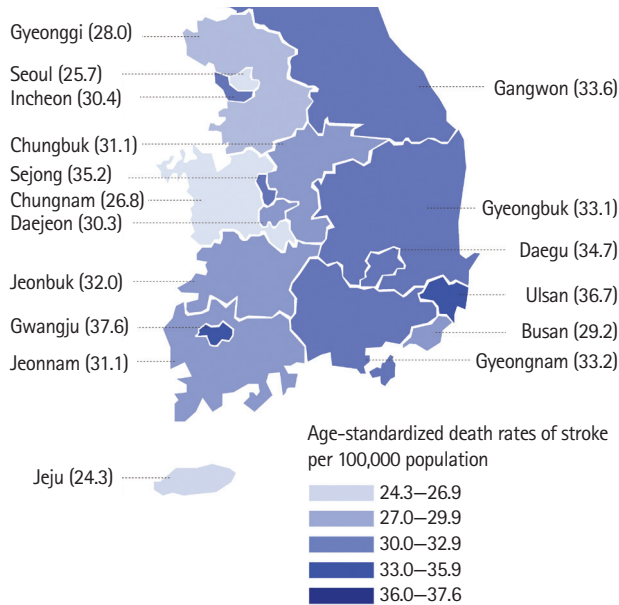 Gyeonggi (28.0)
Seoul (25.7)
Incheon (30.4)
Gangwon (33.6)
Chungbuk (31.1)
Sejong (35.2)
Chungnam (26.8)
Daejeon (30.3)
Gyeongbuk (33.1)
Daegu (34.7)
Jeonbuk (32.0)
Ulsan (36.7)
Gwangju (37.6)
Busan (29.2)
Jeonnam (31.1)
Gyeongnam (33.2)
Jeju (24.3)
Age-standardized death rates of stroke
per 100,000 population
24.3–26.9
27.0–29.9
30.0–32.9
33.0–35.9
36.0–37.6